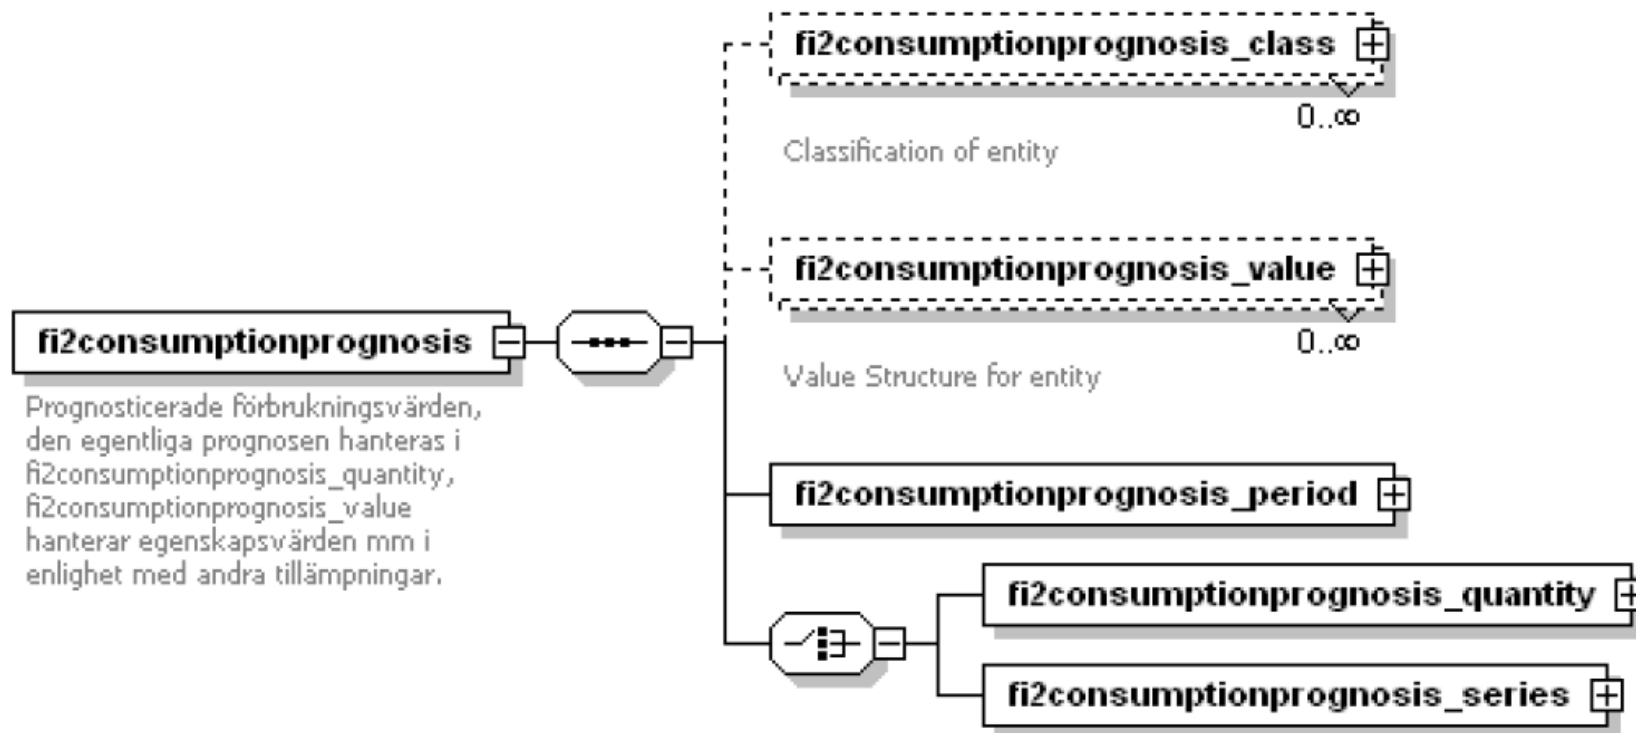 fi2consumptionprognosis_class
0..∞
Classification of entity
fi2consumptionprognosis_value
0..∞
Value Structure for entity
fi2consumptionprognosis
Prognosticerade förbrukningsvärden,
den egentliga prognosen hanteras i
fi2consumptionprognosis_quantity,
fi2consumptionprognosis_value
hanterar egenskapsvärden mm i
enlighet med andra tillämpningar.
fi2consumptionprognosis_period
fi2consumptionprognosis_quantity
fi2consumptionprognosis_series